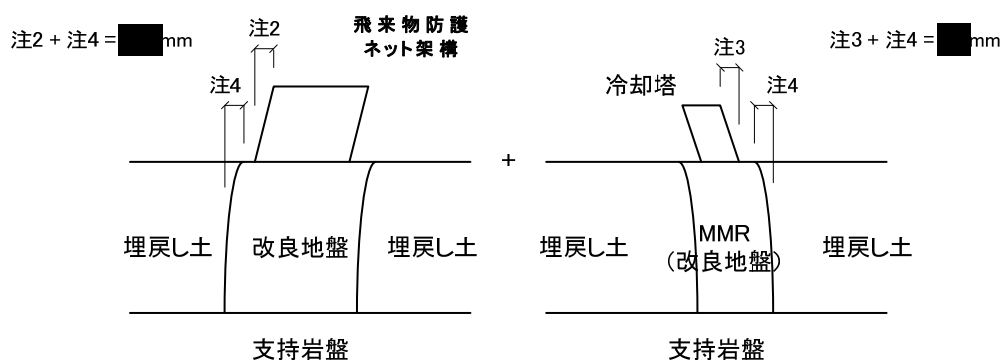 注2 + 注4 = mm
注2
飛来物防護
ネット架構
注4
注3 + 注4 = mm
注3
冷却塔
注4
+
埋戻し土
改良地盤
埋戻し土
埋戻し土
MMR
(改良地盤)
埋戻し土
支持岩盤
支持岩盤